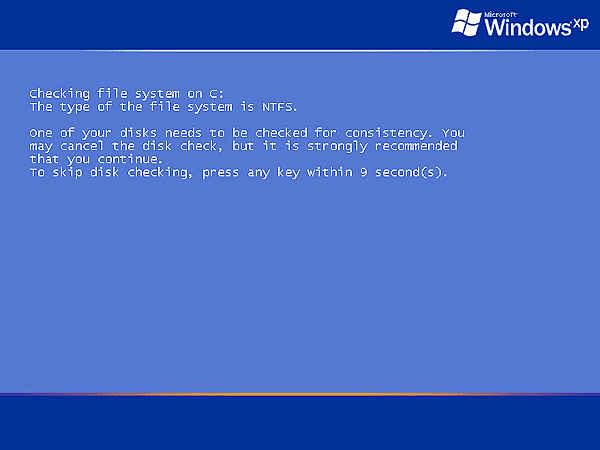 Microsoft
Windows xp
Checking file system on C:
The type of the file system is NTFS.
One of your disks needs to be checked for consistency. You
may cancel the disk check, but it is strongly recommended
that you continue.
To skip disk checking, press any key within 9 second(s).